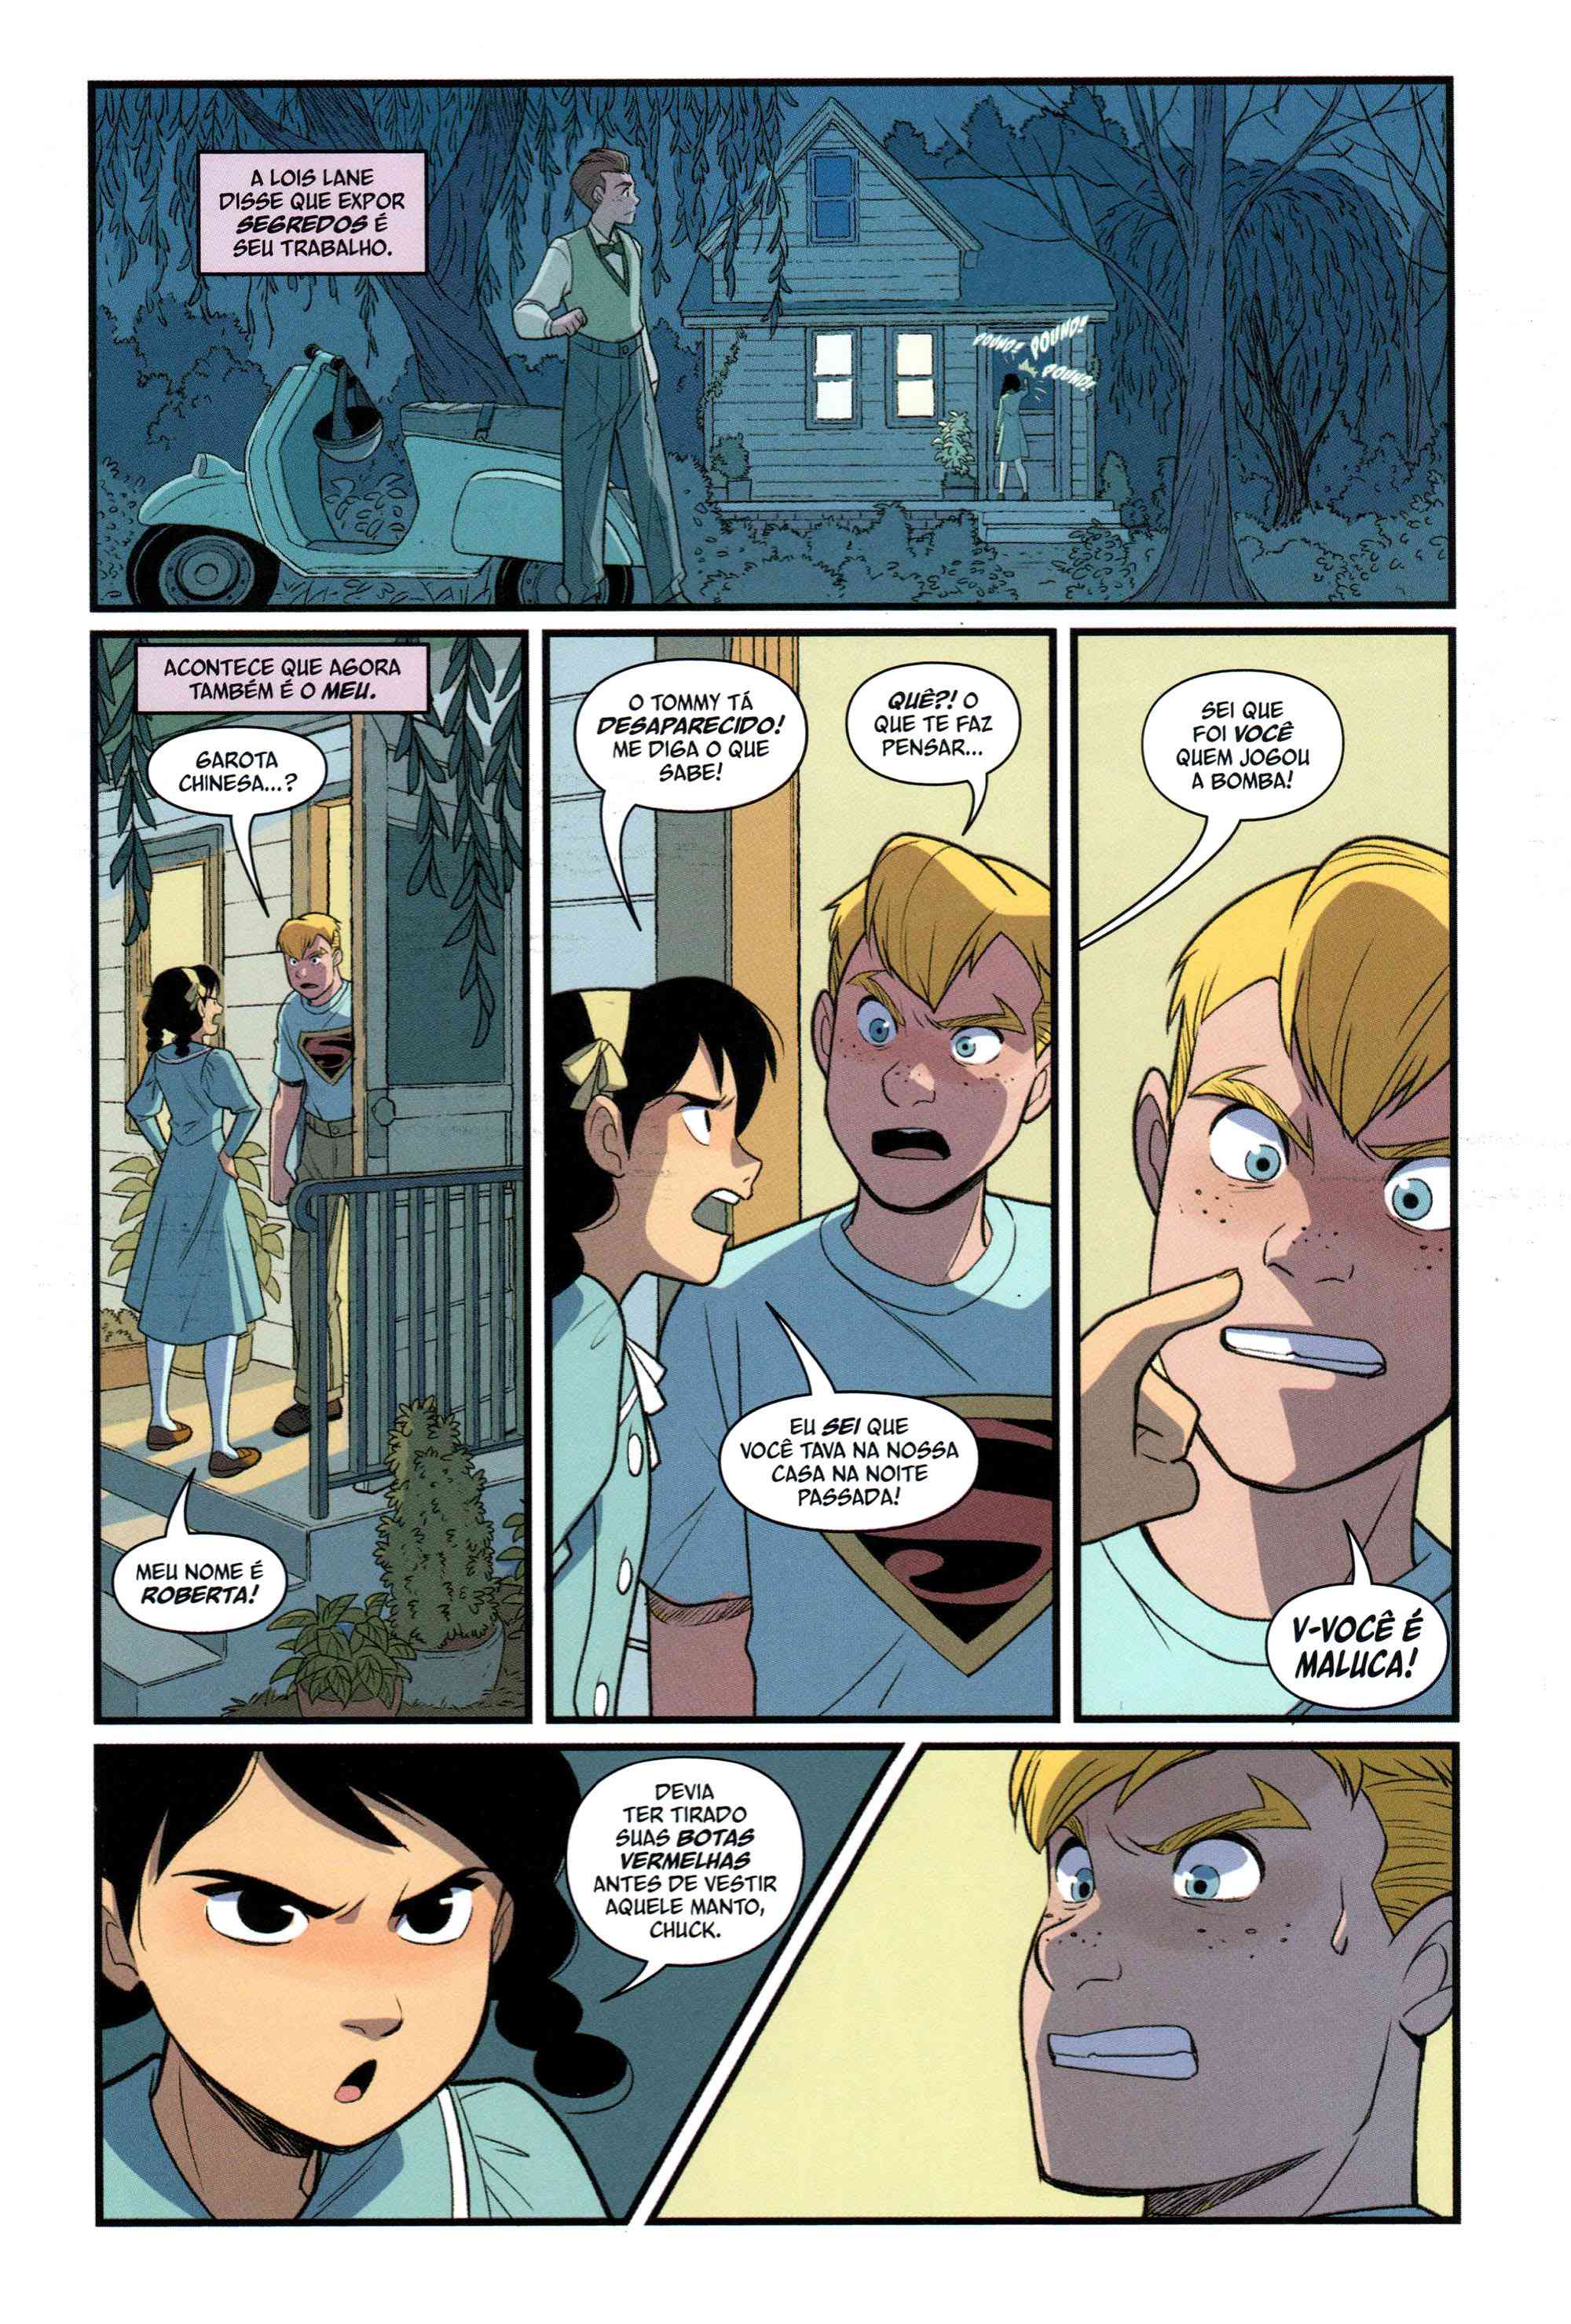 A LOIS LANE
DISSE QUE EXPOR
SEGREDOS É
SEU TRABALHO.
POUND!
POUND!
POUND!
ACONTECE QUE AGORA
TAMBÉM É O MEU.
GAROTA
CHINESA...?
MEU NOME É
ROBERTA!
O TOMMY TÁ
DESAPARECIDO!
ME DIGA O QUE
SABE!
QUÊ?! O
QUE TE FAZ
PENSAR...
EU SEI QUE
VOCÊ TAVA NA NOSSA
CASA NA NOITE
PASSADA!
SEI QUE
FOI VOCÊ
QUEM JOGOU
A BOMBA!
V-VOCÊ É
MALUCA!
DEVIA
TER TIRADO
SUAS BOTAS
VERMELHAS
ANTES DE VESTIR
AQUELE MANTO,
CHUCK.